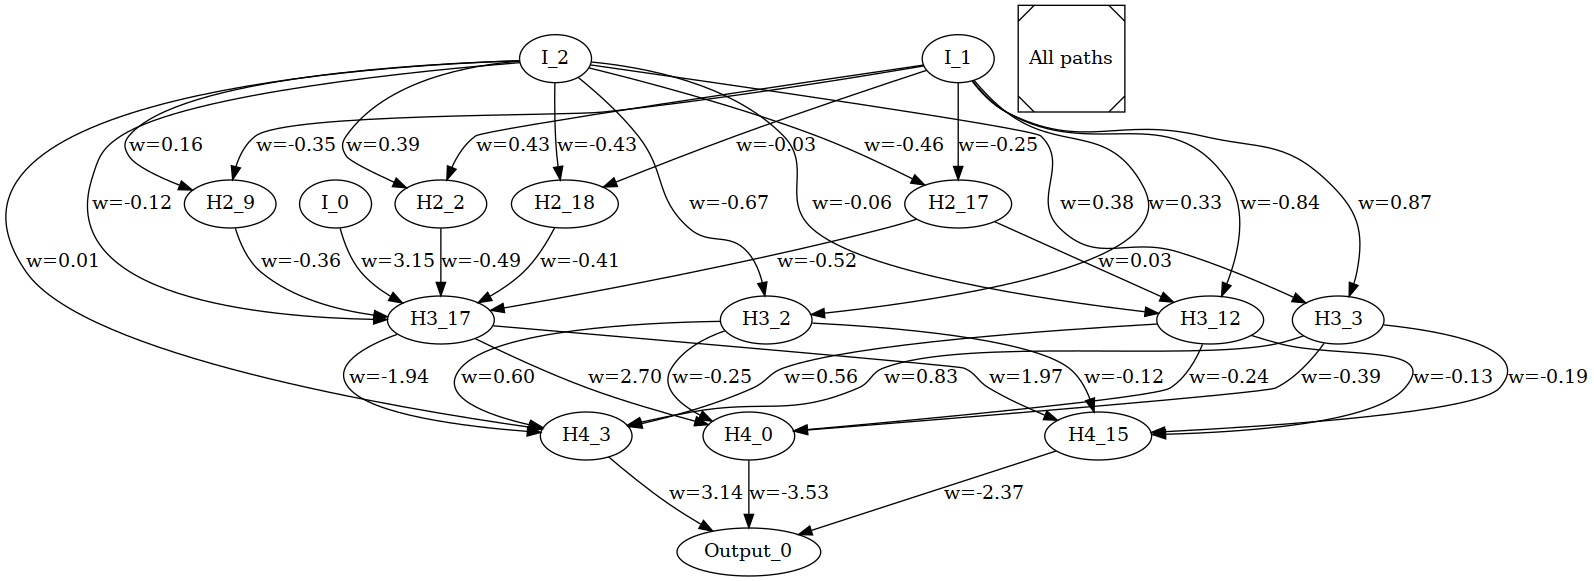 I_2
I_1
All paths
w=0.16
w=-0.35
w=0.39
w=0.43
w=-0.43
w=-0.03
w=-0.46
w=-0.25
w=-0.12
H2_9
I_0
H2_2
H2_18
w=-0.67
w=-0.06
H2_17
w=0.38
w=0.33
w=-0.84
w=0.87
w=0.01
w=-0.36
w=3.15
w=-0.49
w=-0.41
w=-0.52
w=0.03
H3_17
H3_2
H3_12
H3_3
w=-1.94
w=0.60
w=2.70
w=-0.25
w=0.56
w=0.83
w=1.97
w=-0.12
w=-0.24
w=-0.39
w=-0.13
w=-0.19
H4_3
H4_0
H4_15
w=3.14
w=-3.53
w=-2.37
Output_0